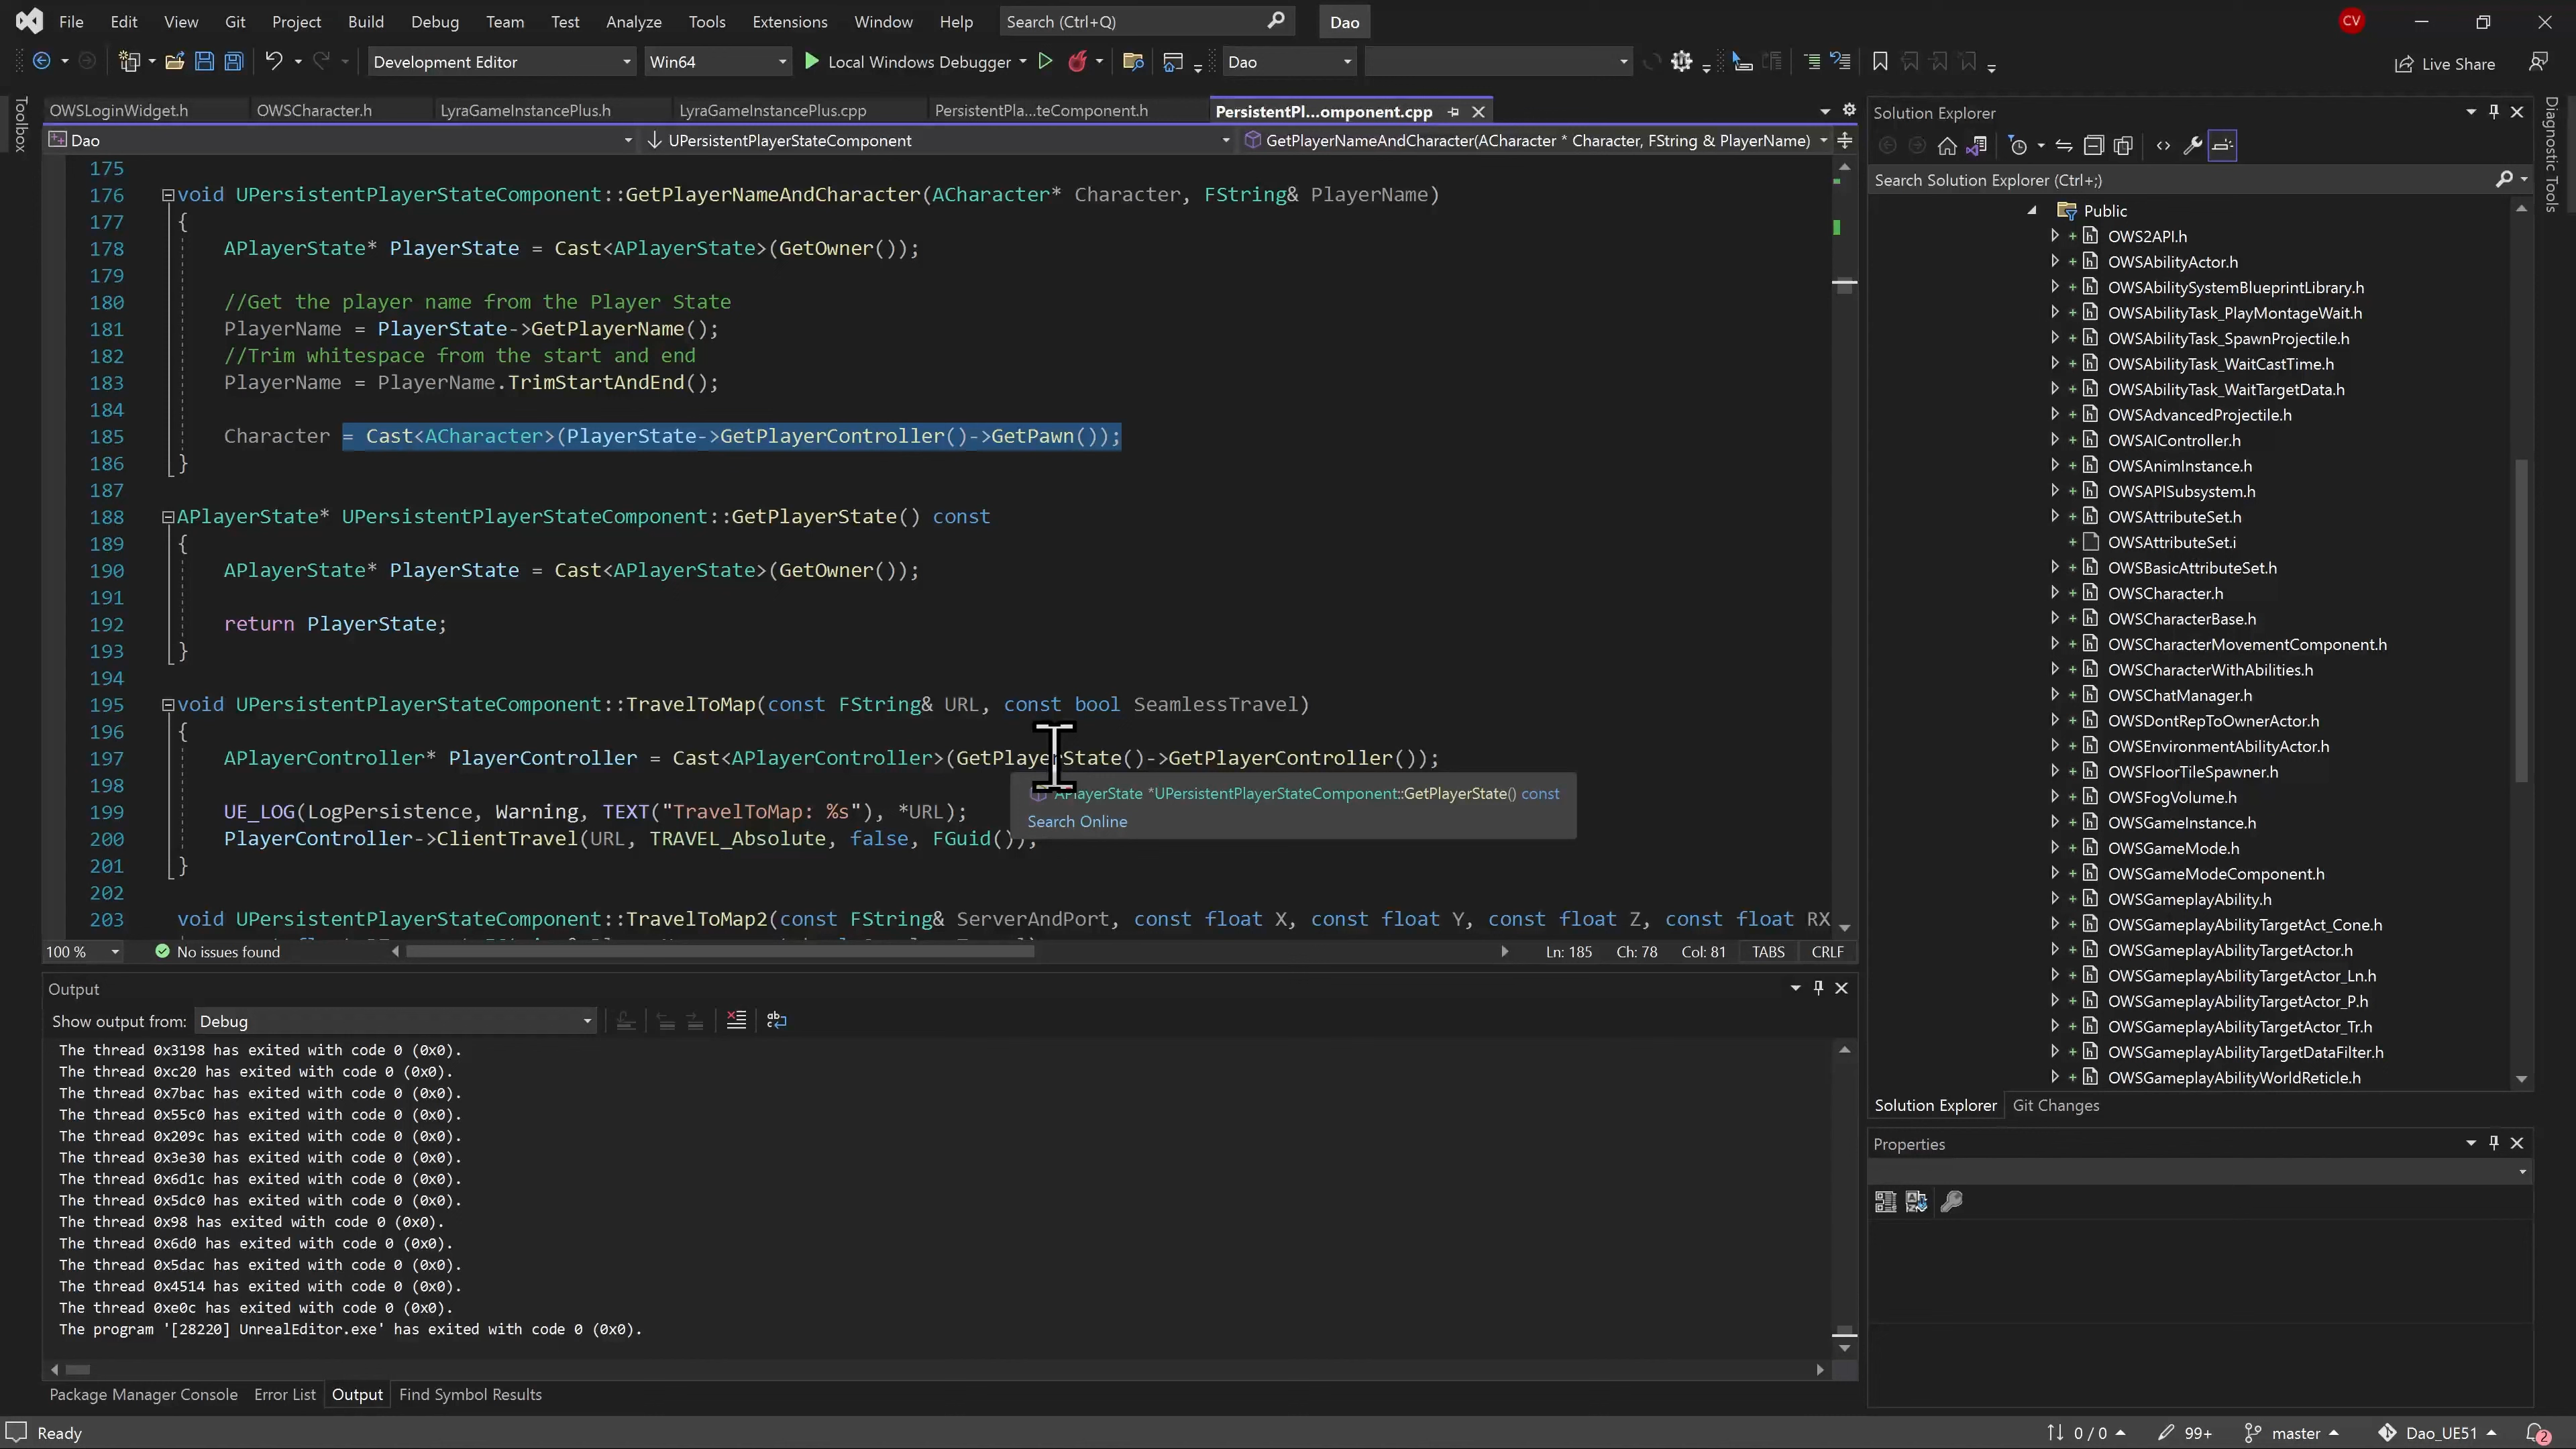 File Edit View Git Project Build Debug Team Test Analyze Tools Extensions Window Help Search (Ctrl+Q) Dao CV
Development Editor Win64 Local Windows Debugger Dao Live Share
Toolbox
OWSLoginWidget.h OWSCharacter.h LyraGameInstancePlus.h LyraGameInstancePlus.cpp PersistentPla...teComponent.h PersistentPl...omponent.cpp
Dao UPersistentPlayerStateComponent GetPlayerNameAndCharacter(ACharacter * Character, FString & PlayerName)
175
176 void UPersistentPlayerStateComponent::GetPlayerNameAndCharacter(ACharacter* Character, FString& PlayerName)
177 {
178 APlayerState* PlayerState = Cast<APlayerState>(GetOwner());
179
180 //Get the player name from the Player State
181 PlayerName = PlayerState->GetPlayerName();
182 //Trim whitespace from the start and end
183 PlayerName = PlayerName.TrimStartAndEnd();
184
185 Character = Cast<ACharacter>(PlayerState->GetPlayerController()->GetPawn());
186 }
187
188 APlayerState* UPersistentPlayerStateComponent::GetPlayerState() const
189 {
190 APlayerState* PlayerState = Cast<APlayerState>(GetOwner());
191
192 return PlayerState;
193 }
194
195 void UPersistentPlayerStateComponent::TravelToMap(const FString& URL, const bool SeamlessTravel)
196 {
197 APlayerController* PlayerController = Cast<APlayerController>(GetPlayerState()->GetPlayerController());
198
APlayerState *UPersistentPlayerStateComponent::GetPlayerState() const
Search Online
199 UE_LOG(LogPersistence, Warning, TEXT("TravelToMap: %s"), *URL);
200 PlayerController->ClientTravel(URL, TRAVEL_Absolute, false, FGuid());
201 }
202
203 void UPersistentPlayerStateComponent::TravelToMap2(const FString& ServerAndPort, const float X, const float Y, const float Z, const float RX
100 % No issues found Ln: 185 Ch: 78 Col: 81 TABS CRLF
Output
Show output from: Debug
The thread 0x3198 has exited with code 0 (0x0).
The thread 0xc20 has exited with code 0 (0x0).
The thread 0x7bac has exited with code 0 (0x0).
The thread 0x55c0 has exited with code 0 (0x0).
The thread 0x209c has exited with code 0 (0x0).
The thread 0x3e30 has exited with code 0 (0x0).
The thread 0x6d1c has exited with code 0 (0x0).
The thread 0x5dc0 has exited with code 0 (0x0).
The thread 0x98 has exited with code 0 (0x0).
The thread 0x6d0 has exited with code 0 (0x0).
The thread 0x5dac has exited with code 0 (0x0).
The thread 0x4514 has exited with code 0 (0x0).
The thread 0xe0c has exited with code 0 (0x0).
The program '[28220] UnrealEditor.exe' has exited with code 0 (0x0).
Package Manager Console Error List Output Find Symbol Results
Solution Explorer
Search Solution Explorer (Ctrl+;)
Public
OWS2API.h
OWSAbilityActor.h
OWSAbilitySystemBlueprintLibrary.h
OWSAbilityTask_PlayMontageWait.h
OWSAbilityTask_SpawnProjectile.h
OWSAbilityTask_WaitCastTime.h
OWSAbilityTask_WaitTargetData.h
OWSAdvancedProjectile.h
OWSAIController.h
OWSAnimInstance.h
OWSAPISubsystem.h
OWSAttributeSet.h
OWSAttributeSet.i
OWSBasicAttributeSet.h
OWSCharacter.h
OWSCharacterBase.h
OWSCharacterMovementComponent.h
OWSCharacterWithAbilities.h
OWSChatManager.h
OWSDontRepToOwnerActor.h
OWSEnvironmentAbilityActor.h
OWSFloorTileSpawner.h
OWSFogVolume.h
OWSGameInstance.h
OWSGameMode.h
OWSGameModeComponent.h
OWSGameplayAbility.h
OWSGameplayAbilityTargetAct_Cone.h
OWSGameplayAbilityTargetActor.h
OWSGameplayAbilityTargetActor_Ln.h
OWSGameplayAbilityTargetActor_P.h
OWSGameplayAbilityTargetActor_Tr.h
OWSGameplayAbilityTargetDataFilter.h
OWSGameplayAbilityWorldReticle.h
Solution Explorer Git Changes
Properties
Diagnostic Tools
Ready 0 / 0 99+ master Dao_UE51 2